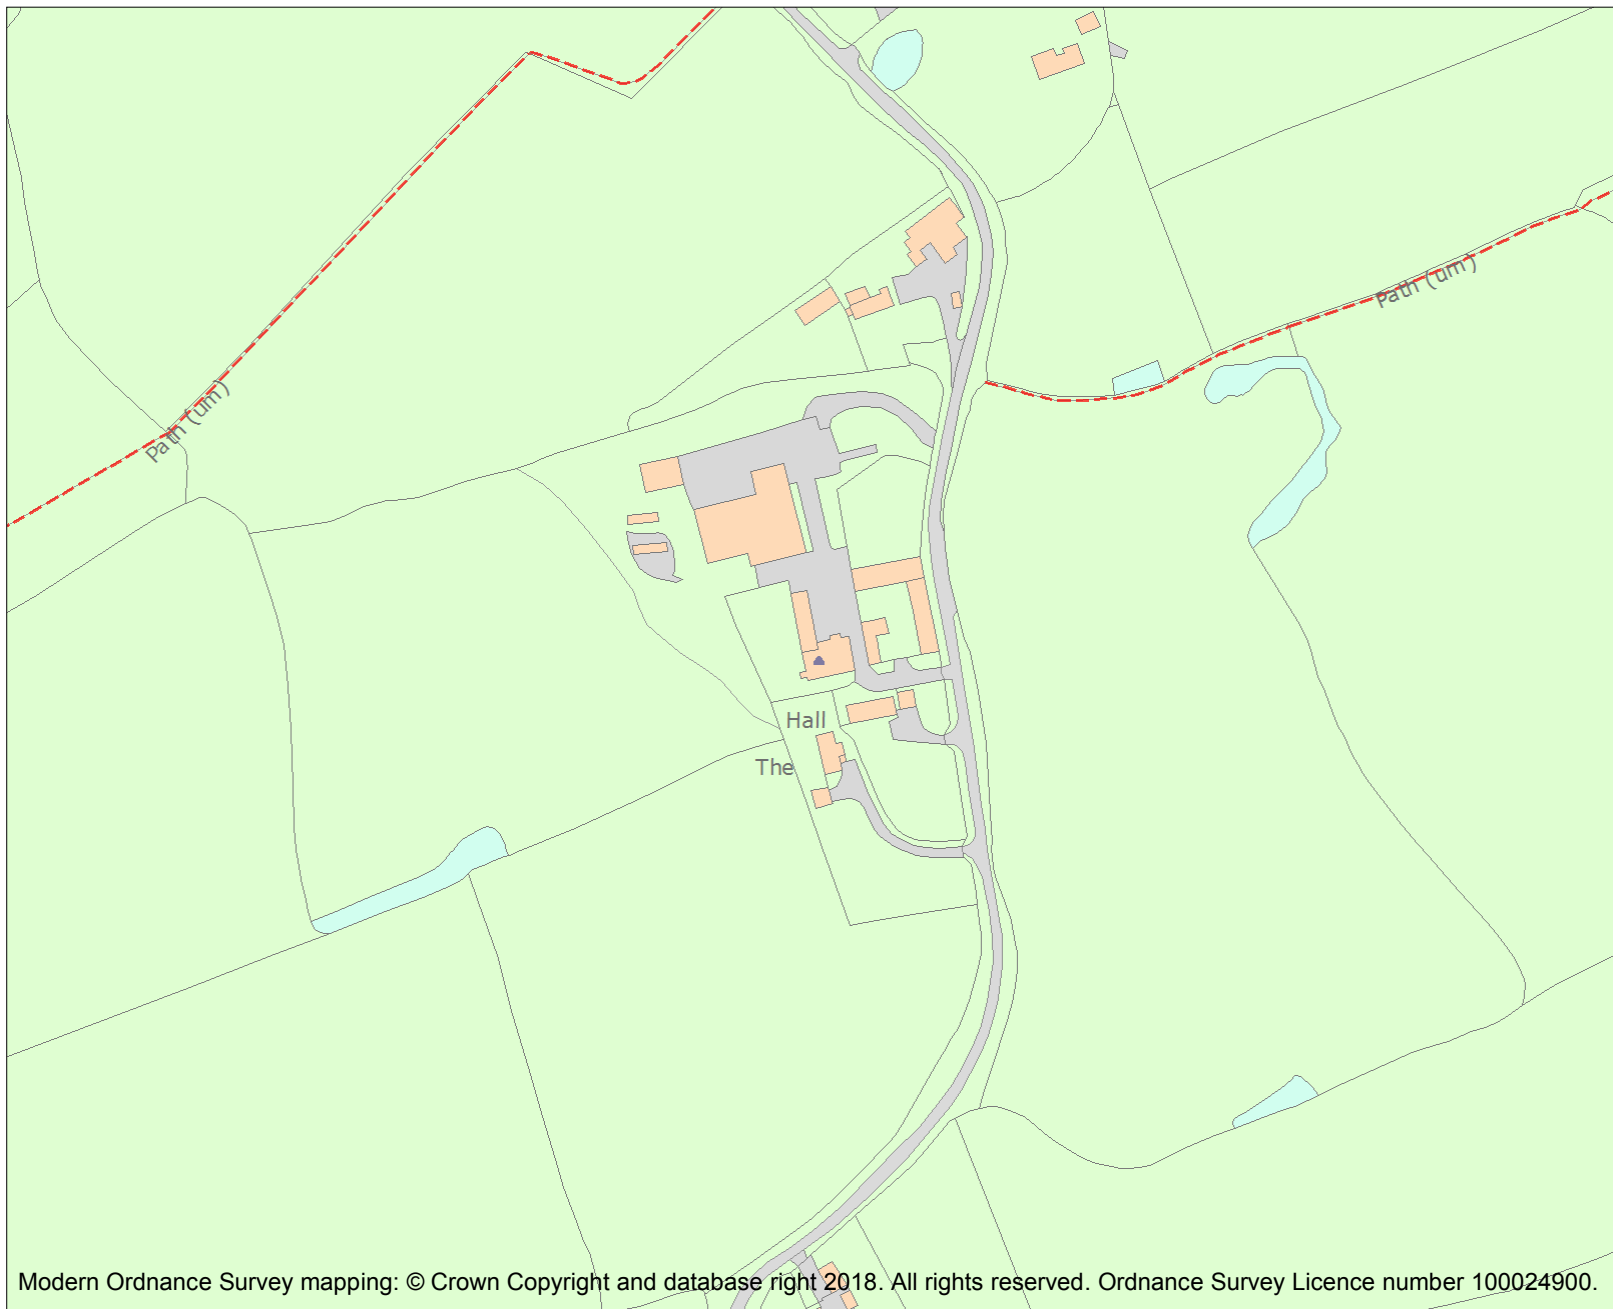 Path (um)
Path (um)
Hall
The
Modern Ordnance Survey mapping: © Crown Copyright and database right 2018. All rights reserved. Ordnance Survey Licence number 100024900.